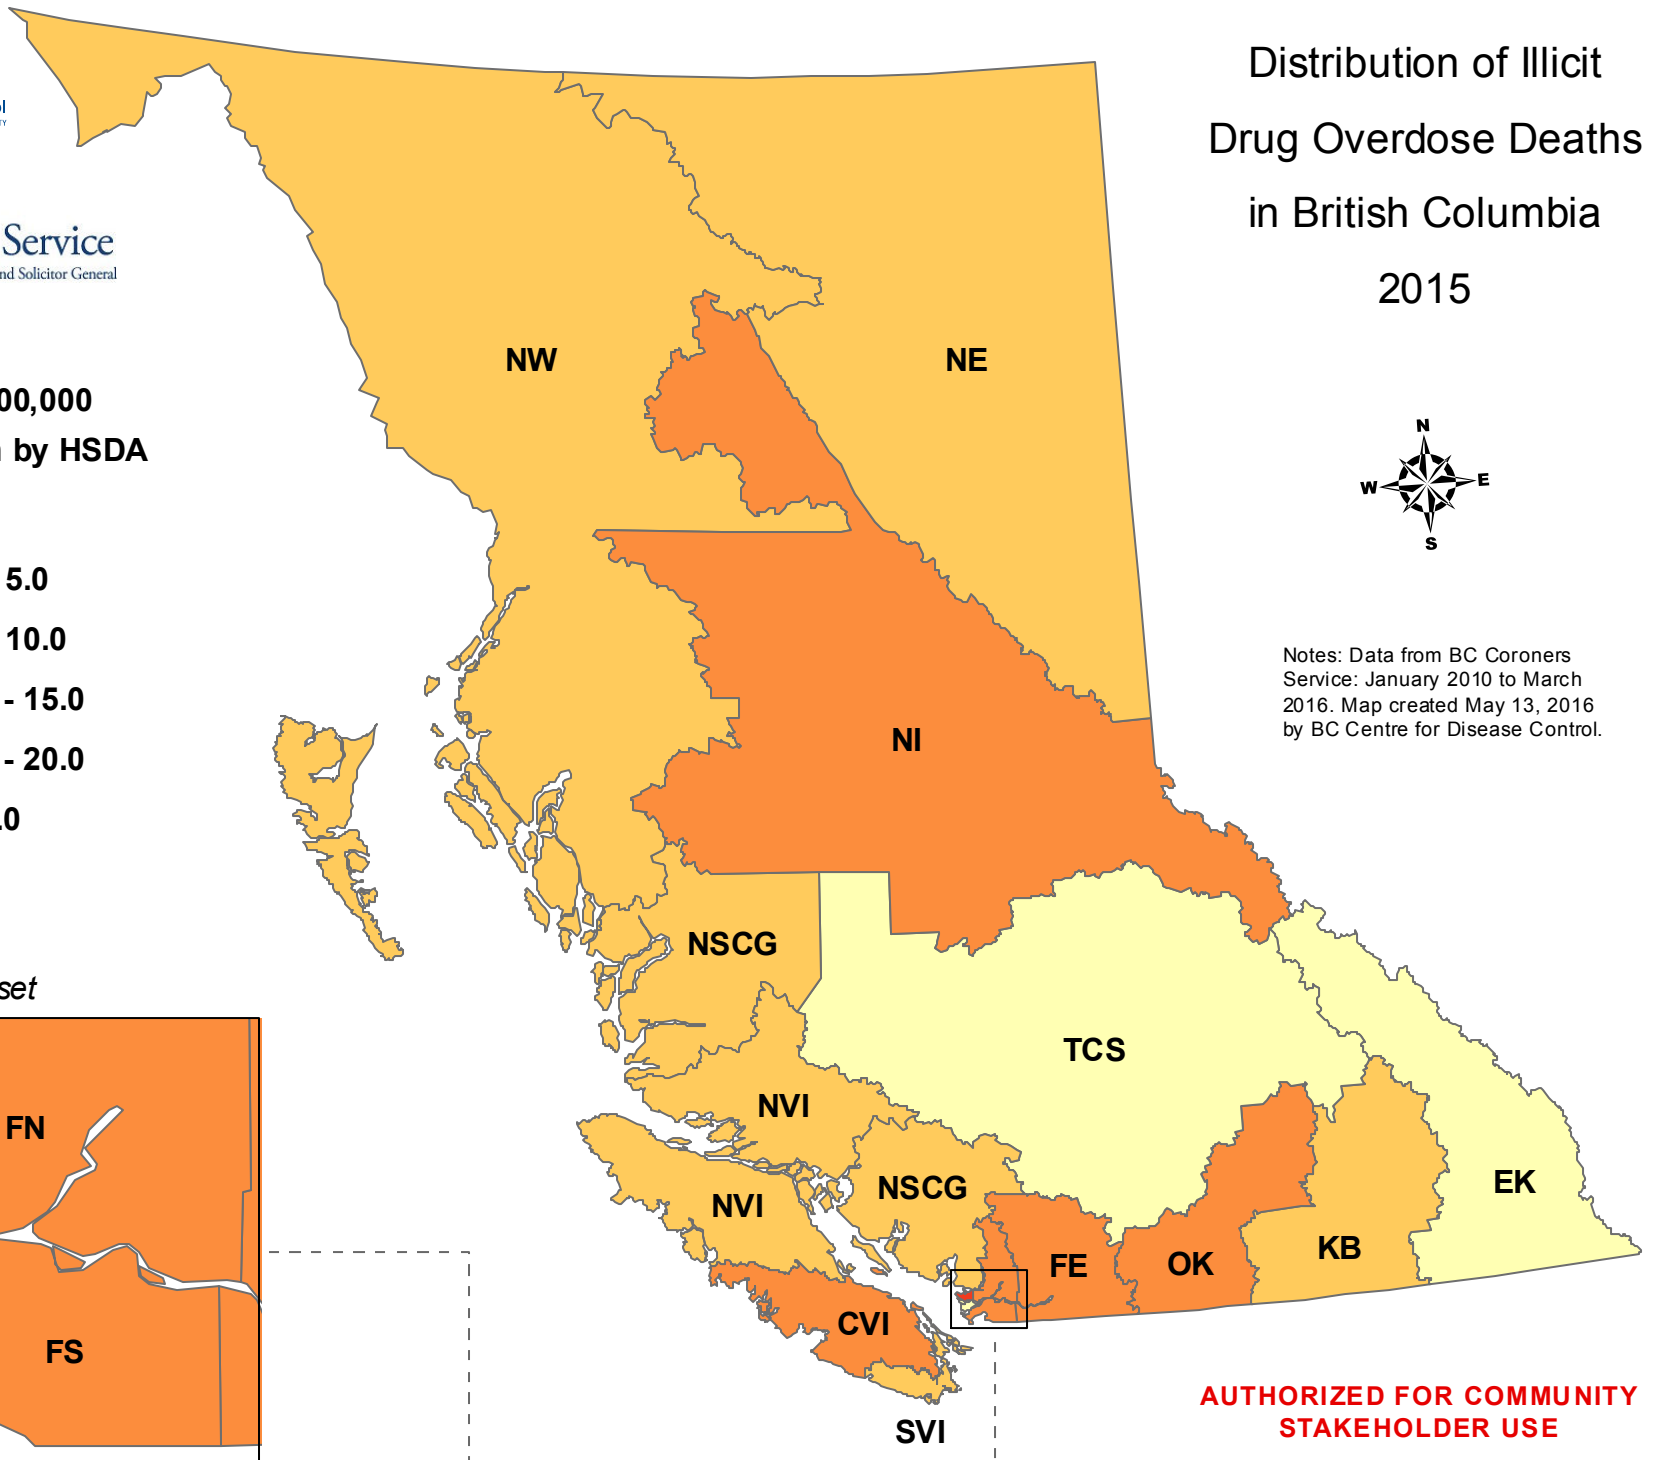 Distribution of Illicit
Drug Overdose Deaths
in British Columbia
2015
Service
nd Solicitor General
00,000
by HSDA
5.0
10.0
- 15.0
- 20.0
.0
set
NW
NE
N
W
E
S
Notes: Data from BC Coroners
Service: January 2010 to March
2016. Map created May 13, 2016
by BC Centre for Disease Control.
NI
NSCG
TCS
NVI
NSCG
NVI
EK
FE
OK
KB
CVI
SVI
FN
FS
AUTHORIZED FOR COMMUNITY
STAKEHOLDER USE